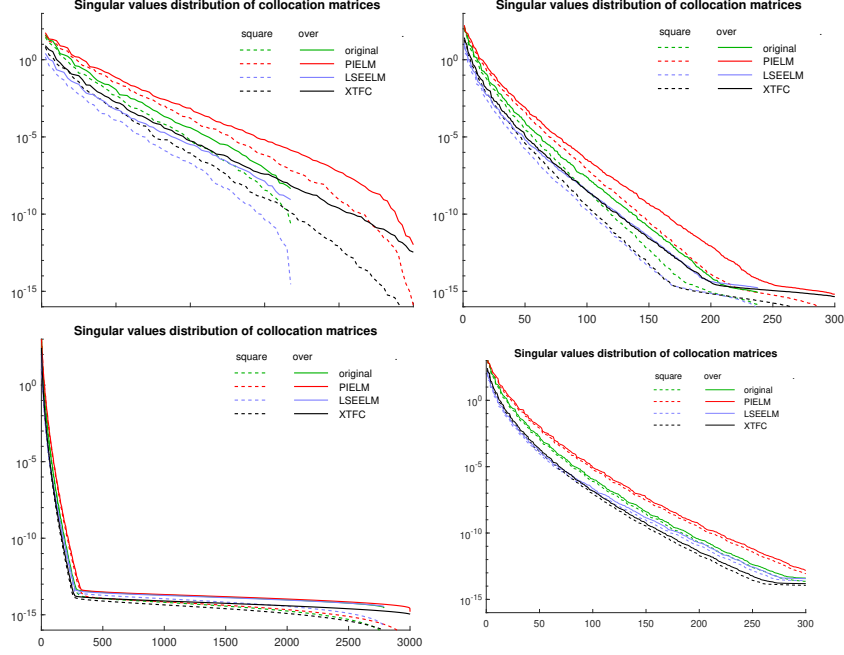 Singular values distribution of collocation matrices
square over
original
PIELM
LSEELM
XTFC
10^0
10^-5
10^-10
10^-15
Singular values distribution of collocation matrices
square over
original
PIELM
LSEELM
XTFC
10^0
10^-5
10^-10
10^-15
0 50 100 150 200 250 300
Singular values distribution of collocation matrices
square over
original
PIELM
LSEELM
XTFC
10^0
10^-5
10^-10
10^-15
0 500 1000 1500 2000 2500 3000
Singular values distribution of collocation matrices
square over
original
PIELM
LSEELM
XTFC
10^0
10^-5
10^-10
10^-15
0 50 100 150 200 250 300